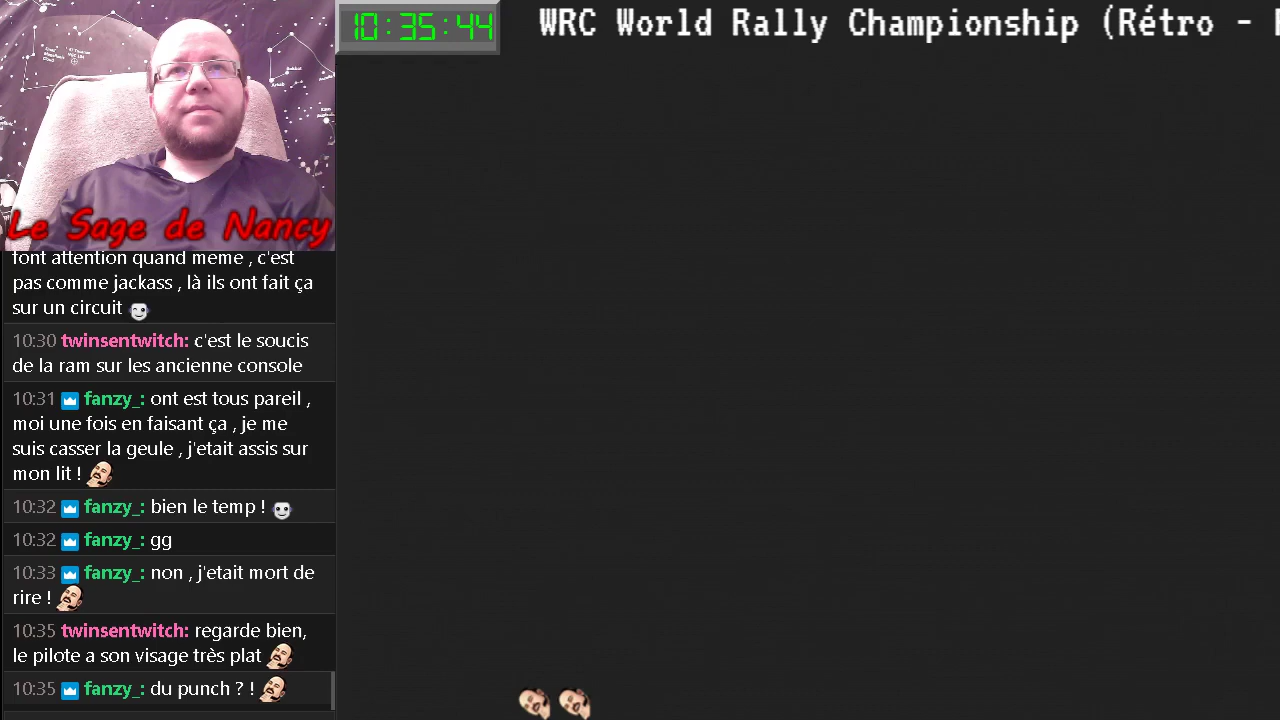 10:35:44
WRC World Rally Championship (Rétro -
Le Sage de Nancy
font attention quand meme , c'est
pas comme jackass , là ils ont fait ça
sur un circuit
10:30 twinsentwitch: c'est le soucis
de la ram sur les ancienne console
10:31 fanzy_: ont est tous pareil ,
moi une fois en faisant ça , je me
suis casser la geule , j'etait assis sur
mon lit !
10:32 fanzy_: bien le temp !
10:32 fanzy_: gg
10:33 fanzy_: non , j'etait mort de
rire !
10:35 twinsentwitch: regarde bien,
le pilote a son visage très plat
10:35 fanzy_: du punch ? !